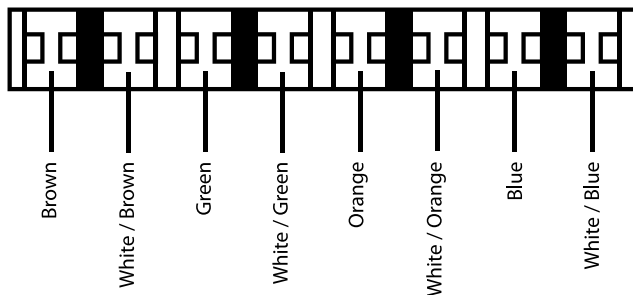 Brown
White / Brown
Green
White / Green
Orange
White / Orange
Blue
White / Blue